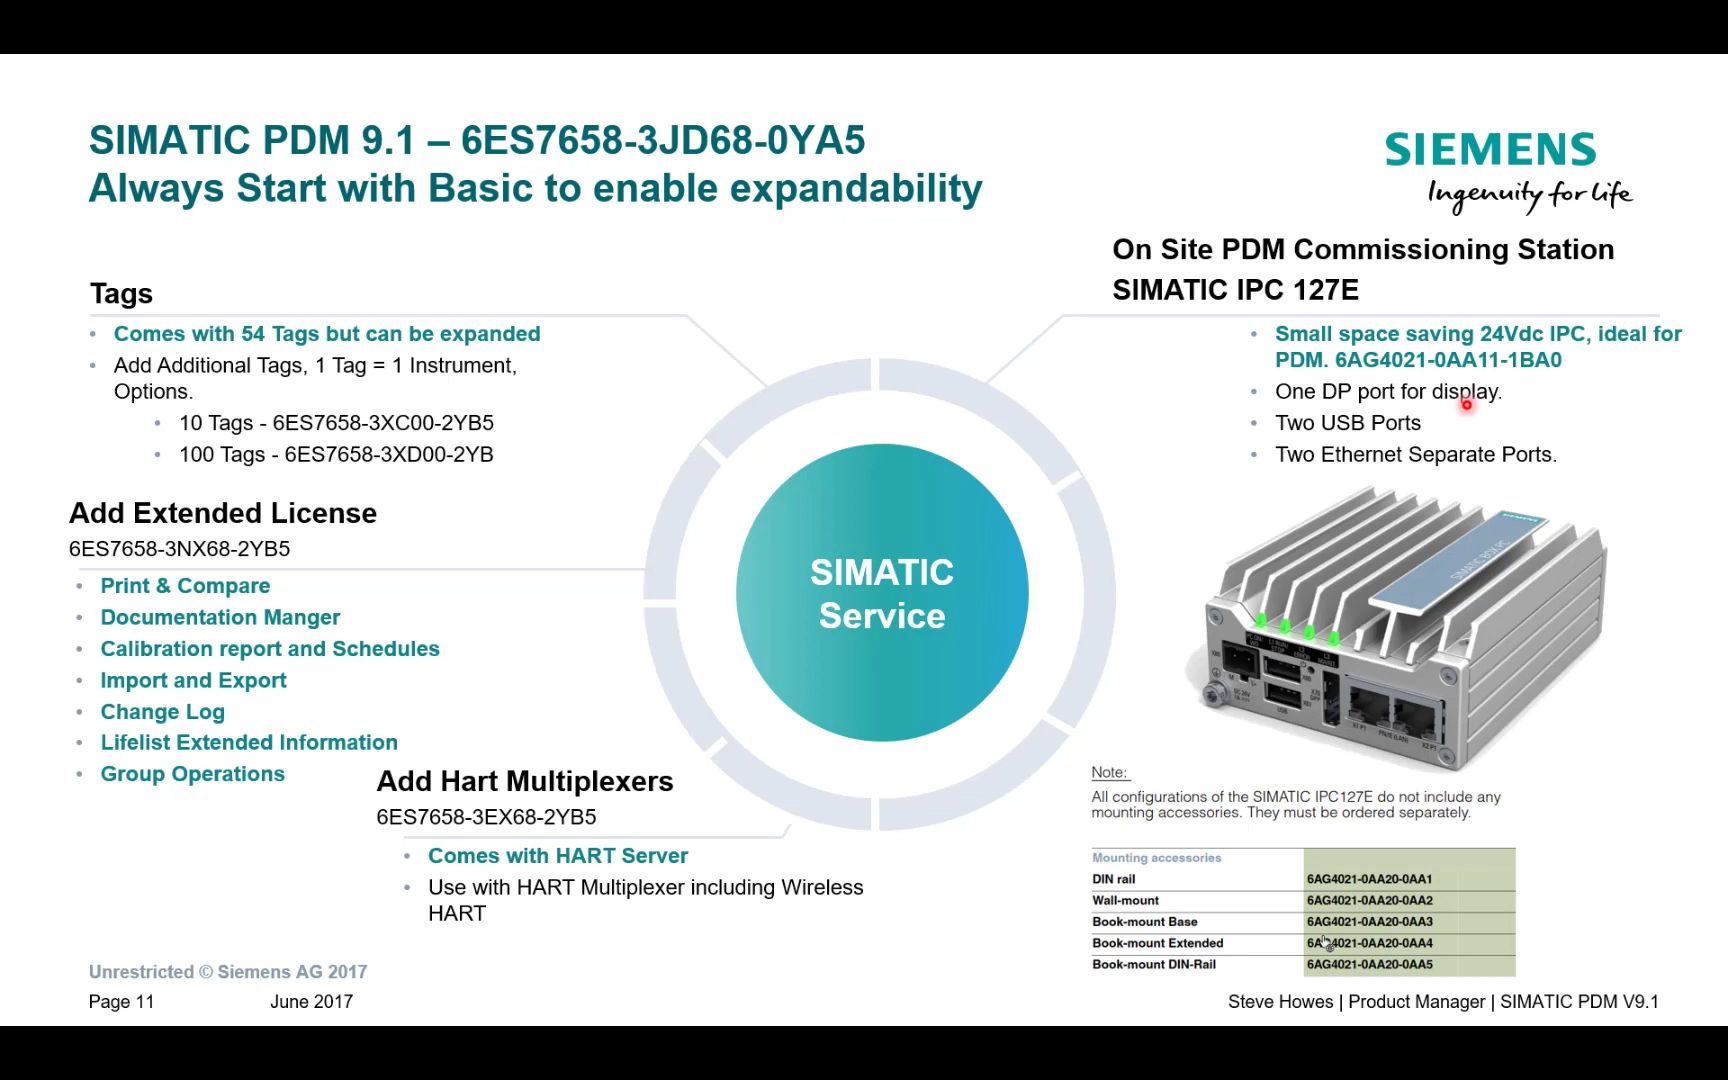 SIMATIC PDM 9.1 – 6ES7658-3JD68-0YA5
Always Start with Basic to enable expandability
SIEMENS
Ingenuity for life
Tags
• Comes with 54 Tags but can be expanded
• Add Additional Tags, 1 Tag = 1 Instrument,
Options.
• 10 Tags - 6ES7658-3XC00-2YB5
• 100 Tags - 6ES7658-3XD00-2YB
Add Extended License
6ES7658-3NX68-2YB5
• Print & Compare
• Documentation Manger
• Calibration report and Schedules
• Import and Export
• Change Log
• Lifelist Extended Information
• Group Operations
Add Hart Multiplexers
6ES7658-3EX68-2YB5
• Comes with HART Server
• Use with HART Multiplexer including Wireless
HART
SIMATIC
Service
On Site PDM Commissioning Station
SIMATIC IPC 127E
• Small space saving 24Vdc IPC, ideal for
PDM. 6AG4021-0AA11-1BA0
• One DP port for display.
• Two USB Ports
• Two Ethernet Separate Ports.
SIEMENS
SIMATIC BOX PC
Note:
All configurations of the SIMATIC IPC127E do not include any
mounting accessories. They must be ordered separately.
Mounting accessories
DIN rail 6AG4021-0AA20-0AA1
Wall-mount 6AG4021-0AA20-0AA2
Book-mount Base 6AG4021-0AA20-0AA3
Book-mount Extended 6AG4021-0AA20-0AA4
Book-mount DIN-Rail 6AG4021-0AA20-0AA5
Unrestricted © Siemens AG 2017
Page 11 June 2017
Steve Howes | Product Manager | SIMATIC PDM V9.1